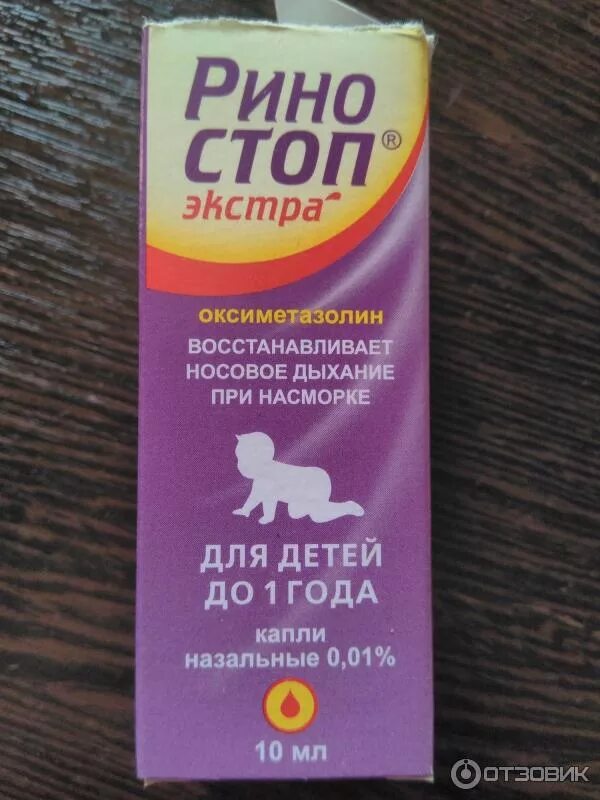 Рино
Стоп®
экстра
оксиметазолин
ВОССТАНАВЛИВАЕТ
НОСОВОЕ ДЫХАНИЕ
ПРИ НАСМОРКЕ
ДЛЯ ДЕТЕЙ
ДО 1 ГОДА
капли
назальные 0,01%
10 мл
ОТЗОВИК